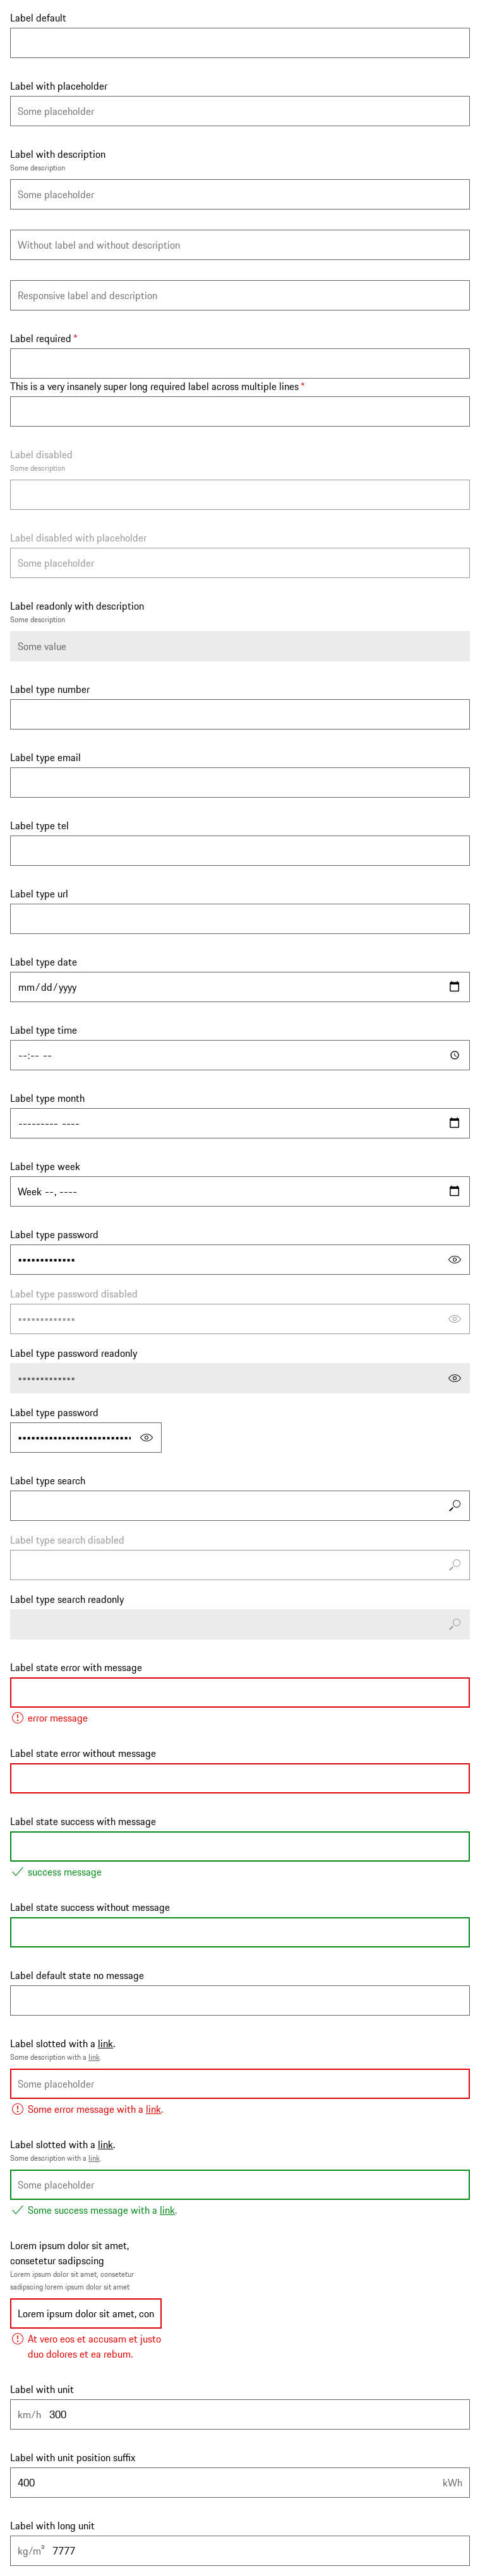 Label default
Label with placeholder
Some placeholder
Label with description
Some description
Some placeholder
Without label and without description
Responsive label and description
Label required *
This is a very insanely super long required label across multiple lines *
Label disabled
Some description
Label disabled with placeholder
Some placeholder
Label readonly with description
Some description
Some value
Label type number
Label type email
Label type tel
Label type url
Label type date
mm/dd/yyyy
Label type time
--:-- --
Label type month
--------- ----
Label type week
Week --, ----
Label type password
•••••••••••••
Label type password disabled
•••••••••••••
Label type password readonly
•••••••••••••
Label type password
••••••••••••••••••••••••••
Label type search
Label type search disabled
Label type search readonly
Label state error with message
error message
Label state error without message
Label state success with message
success message
Label state success without message
Label default state no message
Label slotted with a link.
Some description with a link.
Some placeholder
Some error message with a link.
Label slotted with a link.
Some description with a link.
Some placeholder
Some success message with a link.
Lorem ipsum dolor sit amet,
consetetur sadipscing
Lorem ipsum dolor sit amet, consetetur
sadipscing lorem ipsum dolor sit amet
Lorem ipsum dolor sit amet, con
At vero eos et accusam et justo
duo dolores et ea rebum.
Label with unit
km/h 300
Label with unit position suffix
400 kWh
Label with long unit
kg/m³ 7777